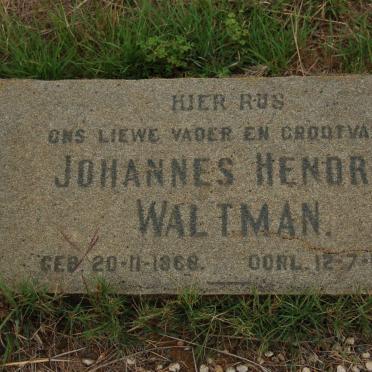 HIER RUS
ONS LIEWE VADER EN GROOTVA
JOHANNES HENDR
WALTMAN.
GEB. 20-11-1868. OORL. 12-7-